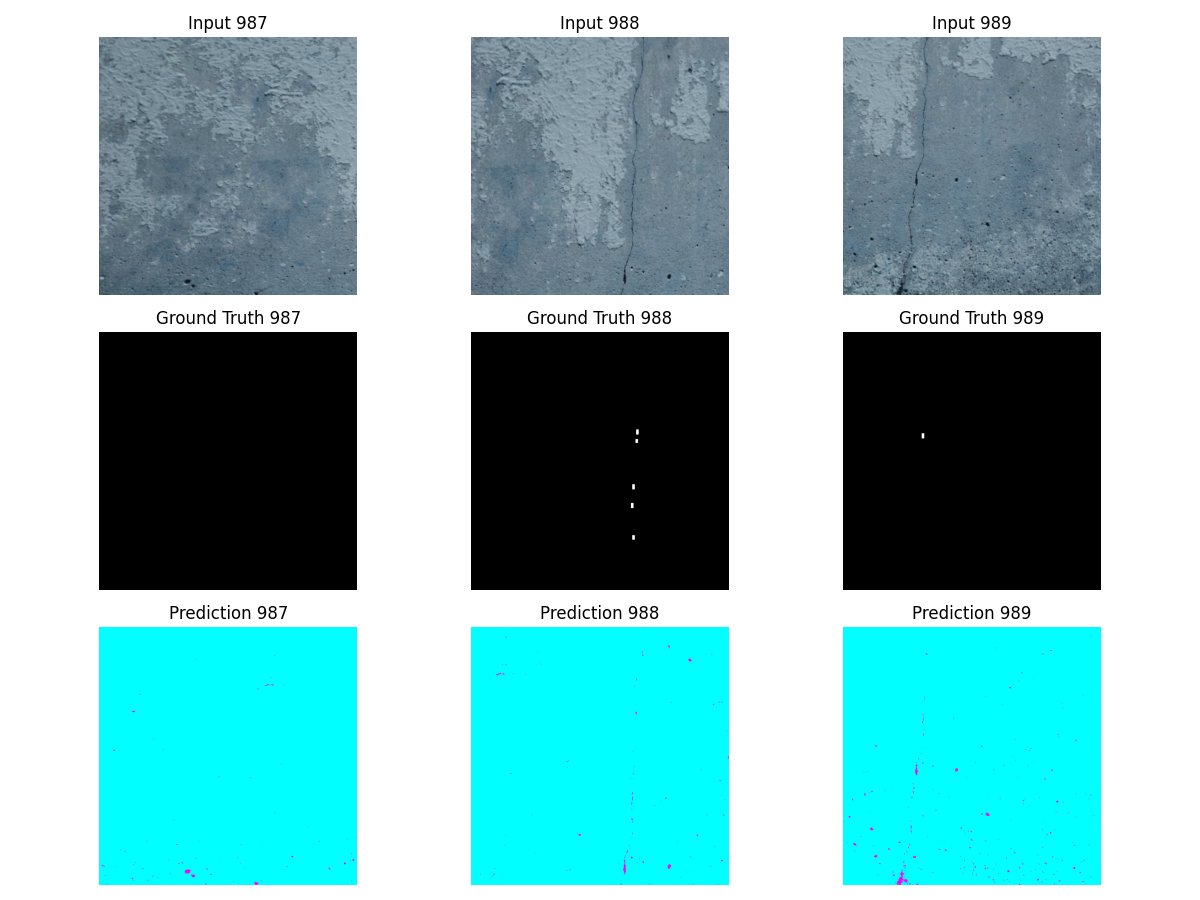 Input 987
Input 988
Input 989
Ground Truth 987
Ground Truth 988
Ground Truth 989
Prediction 987
Prediction 988
Prediction 989